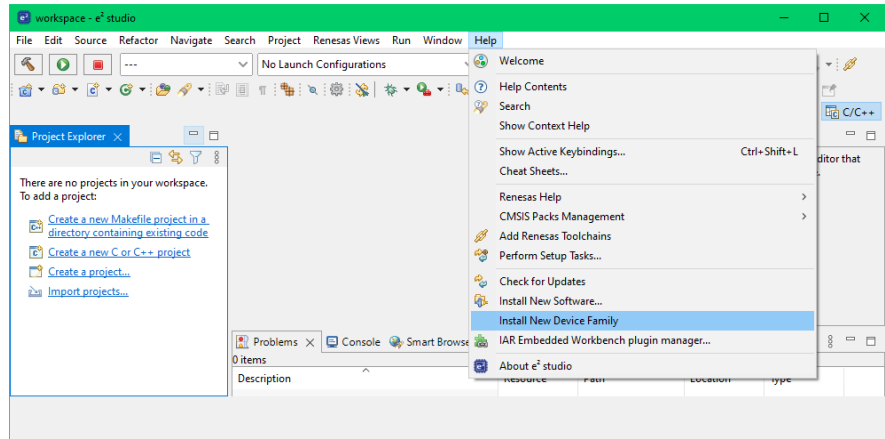 workspace - e² studio
File Edit Source Refactor Navigate Search Project Renesas Views Run Window Help
--- No Launch Configurations
C/C++
Project Explorer
There are no projects in your workspace.
To add a project:
Create a new Makefile project in a
directory containing existing code
Create a new C or C++ project
Create a project...
Import projects...
Welcome
Help Contents
Search
Show Context Help
Show Active Keybindings... Ctrl+Shift+L
Cheat Sheets...
Renesas Help
CMSIS Packs Management
Add Renesas Toolchains
Perform Setup Tasks...
Check for Updates
Install New Software...
Install New Device Family
IAR Embedded Workbench plugin manager...
About e² studio
ditor that
Problems Console Smart Browse
0 items
Description Resource Path Location Type